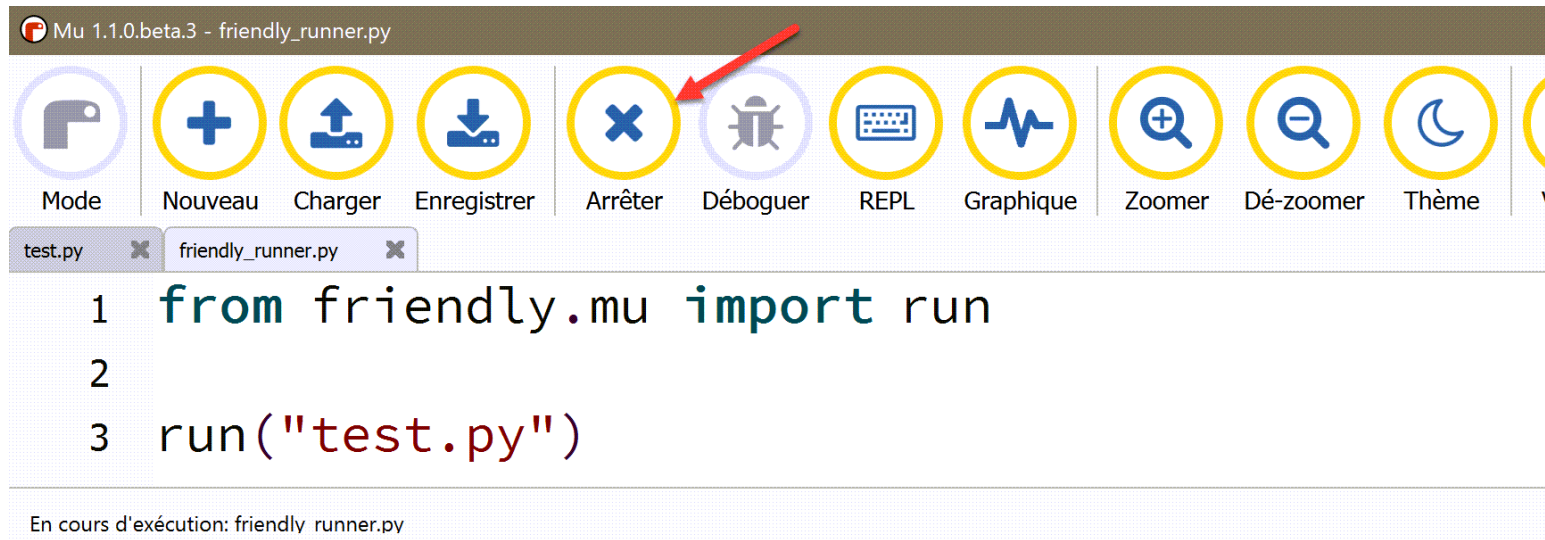 Mu 1.1.0.beta.3 - friendly_runner.py
Mode Nouveau Charger Enregistrer Arrêter Déboguer REPL Graphique Zoomer Dé-zoomer Thème
test.py friendly_runner.py
1 from friendly.mu import run
2
3 run("test.py")
En cours d'exécution: friendly_runner.py